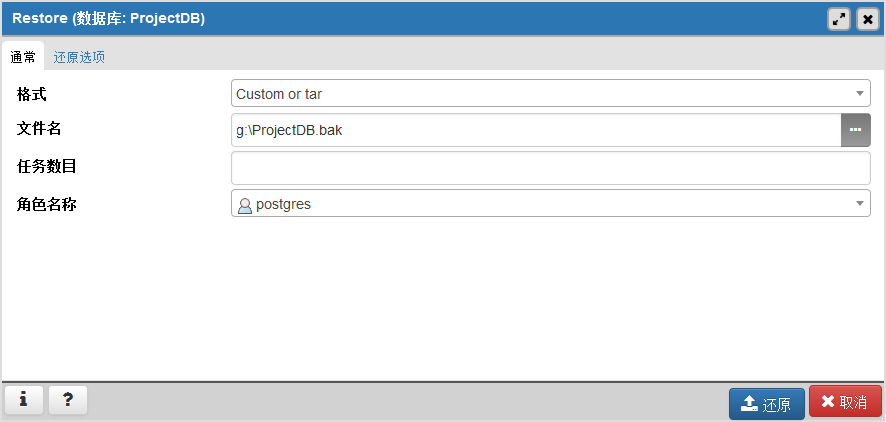 Restore (数据库: ProjectDB)
通常 还原选项
格式 Custom or tar
文件名 g:\ProjectDB.bak
任务数目
角色名称 postgres
i ? 还原 取消